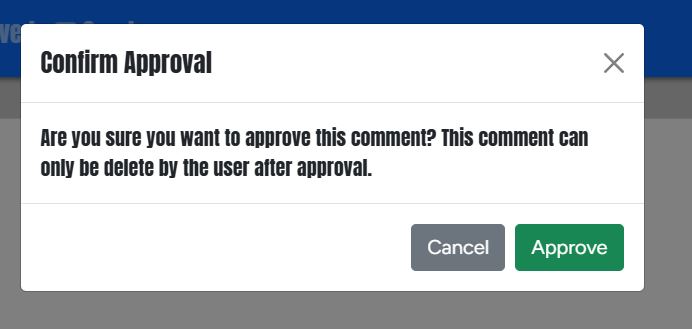 Confirm Approval
Are you sure you want to approve this comment? This comment can
only be delete by the user after approval.
Cancel
Approve